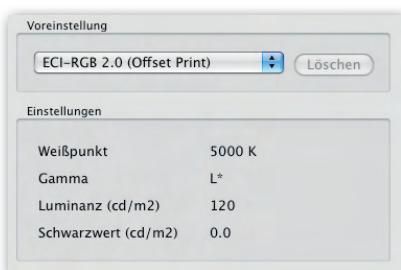 Voreinstellung
ECI-RGB 2.0 (Offset Print)
Löschen
Einstellungen
Weißpunkt 5000 K
Gamma L*
Luminanz (cd/m2) 120
Schwarzwert (cd/m2) 0.0